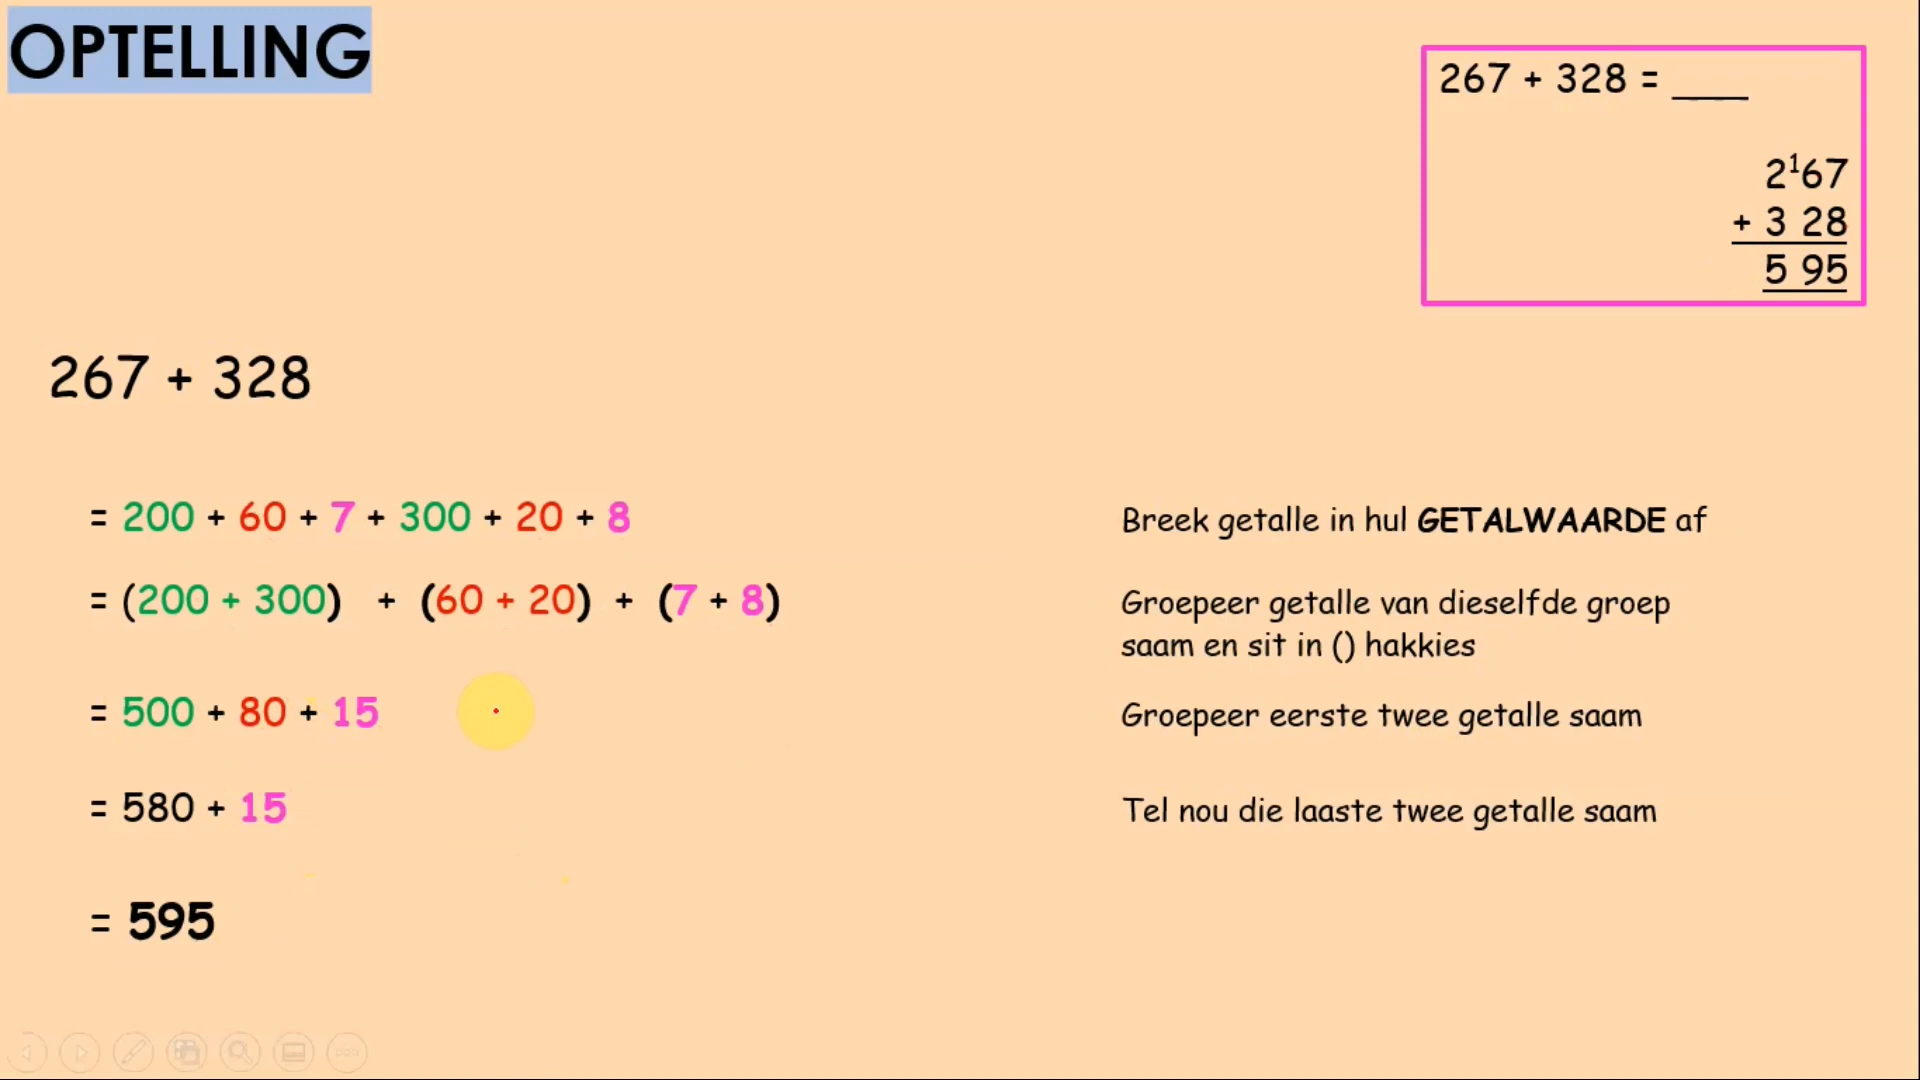 OPTELLING
267 + 328 = ___
2¹67
+ 3 28
5 95
267 + 328
= 200 + 60 + 7 + 300 + 20 + 8
Breek getalle in hul GETALWAARDE af
= (200 + 300) + (60 + 20) + (7 + 8)
Groepeer getalle van dieselfde groep
saam en sit in () hakkies
= 500 + 80 + 15
Groepeer eerste twee getalle saam
= 580 + 15
Tel nou die laaste twee getalle saam
= 595